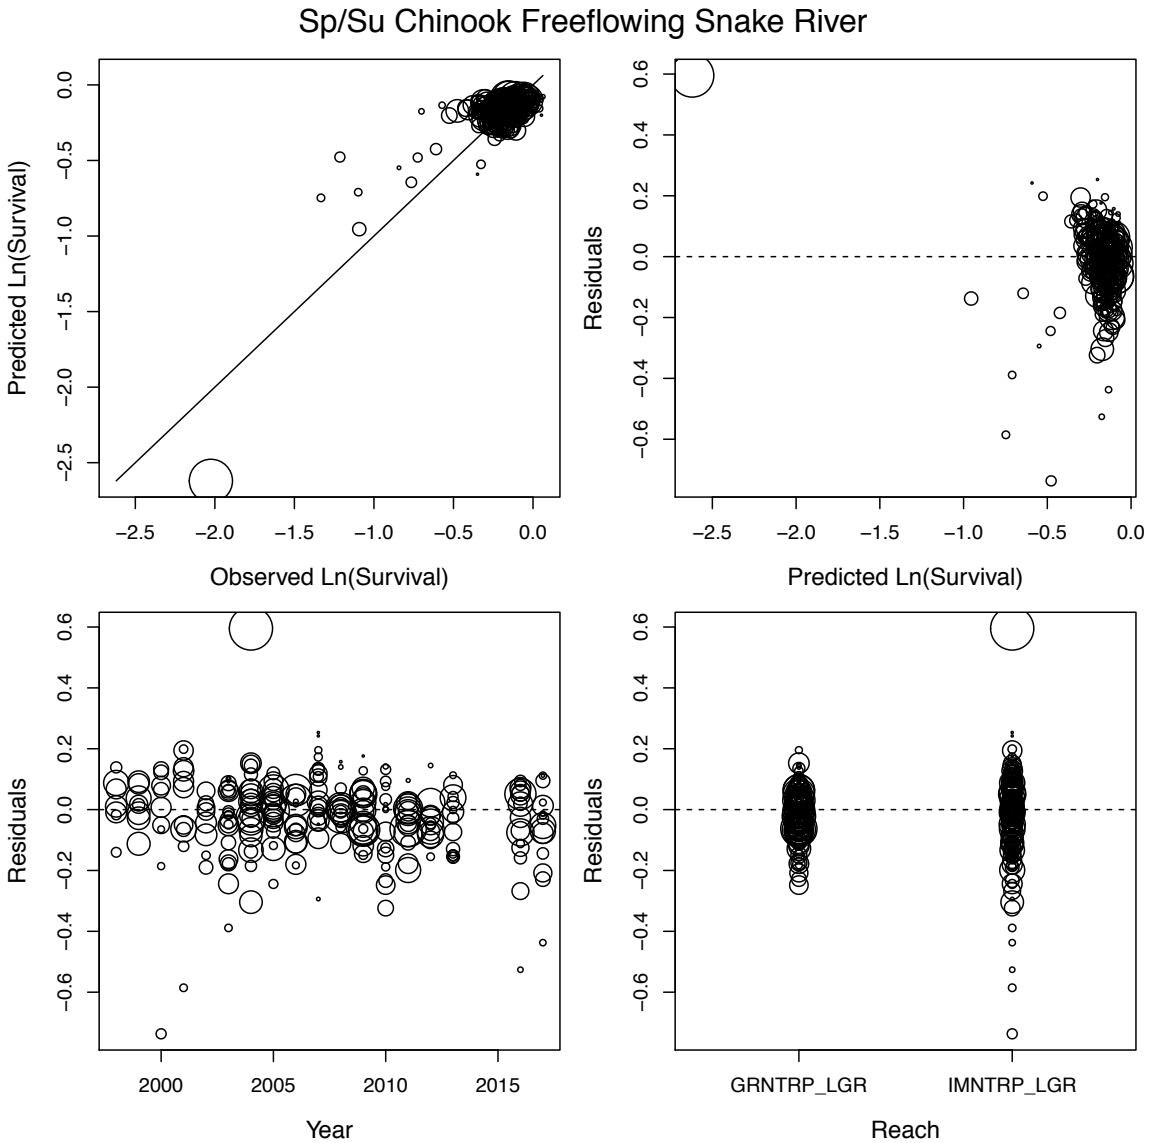 Sp/Su Chinook Freeflowing Snake River
0.0
−0.5
−1.0
−1.5
−2.0
−2.5
Predicted Ln(Survival)
−2.5 −2.0 −1.5 −1.0 −0.5 0.0
Observed Ln(Survival)
0.6
0.4
0.2
0.0
−0.2
−0.4
−0.6
Residuals
−2.5 −2.0 −1.5 −1.0 −0.5 0.0
Predicted Ln(Survival)
0.6
0.4
0.2
0.0
−0.2
−0.4
−0.6
Residuals
2000 2005 2010 2015
Year
0.6
0.4
0.2
0.0
−0.2
−0.4
−0.6
Residuals
GRNTRP_LGR IMNTRP_LGR
Reach